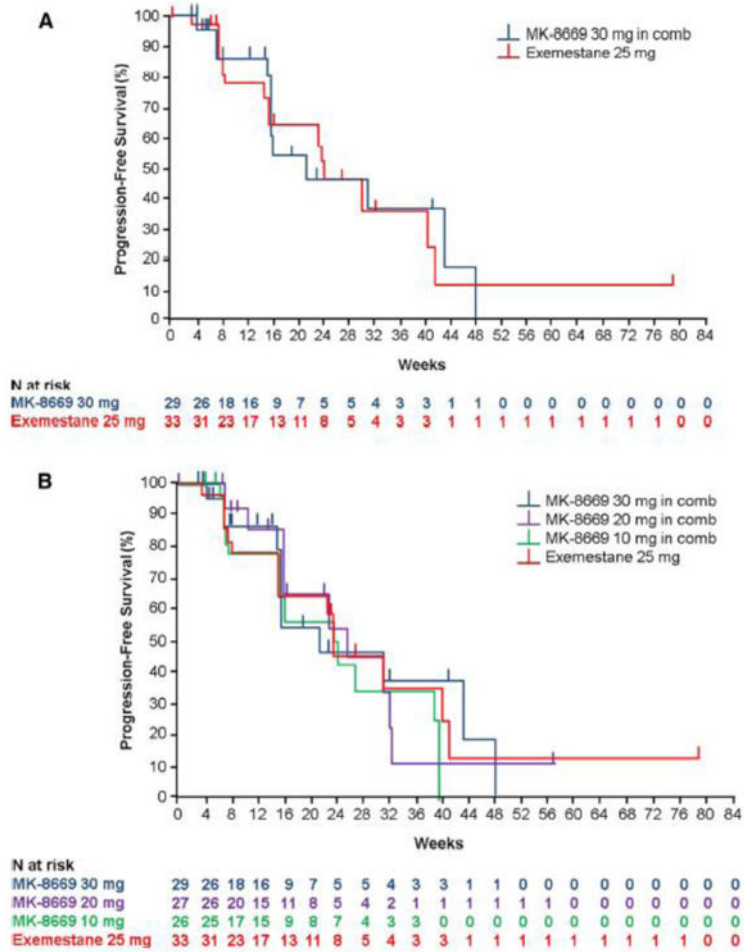 A
MK-8669 30 mg in comb
Exemestane 25 mg
Progression-Free Survival (%)
100
90
80
70
60
50
40
30
20
10
0
0 4 8 12 16 20 24 28 32 36 40 44 48 52 56 60 64 68 72 76 80 84
Weeks
N at risk
MK-8669 30 mg 29 26 18 16 9 7 5 5 4 3 3 1 1 0 0 0 0 0 0 0 0 0
Exemestane 25 mg 33 31 23 17 13 11 8 5 4 3 3 1 1 1 1 1 1 1 1 1 0 0
B
MK-8669 30 mg in comb
MK-8669 20 mg in comb
MK-8669 10 mg in comb
Exemestane 25 mg
Progression-Free Survival (%)
100
90
80
70
60
50
40
30
20
10
0
0 4 8 12 16 20 24 28 32 36 40 44 48 52 56 60 64 68 72 76 80 84
Weeks
N at risk
MK-8669 30 mg 29 26 18 16 9 7 5 5 4 3 3 1 1 0 0 0 0 0 0 0 0 0
MK-8669 20 mg 27 26 20 15 11 8 5 4 2 1 1 1 1 1 1 0 0 0 0 0 0 0
MK-8669 10 mg 26 25 17 15 9 8 7 4 3 3 0 0 0 0 0 0 0 0 0 0 0 0
Exemestane 25 mg 33 31 23 17 13 11 8 5 4 3 3 1 1 1 1 1 1 1 1 1 0 0